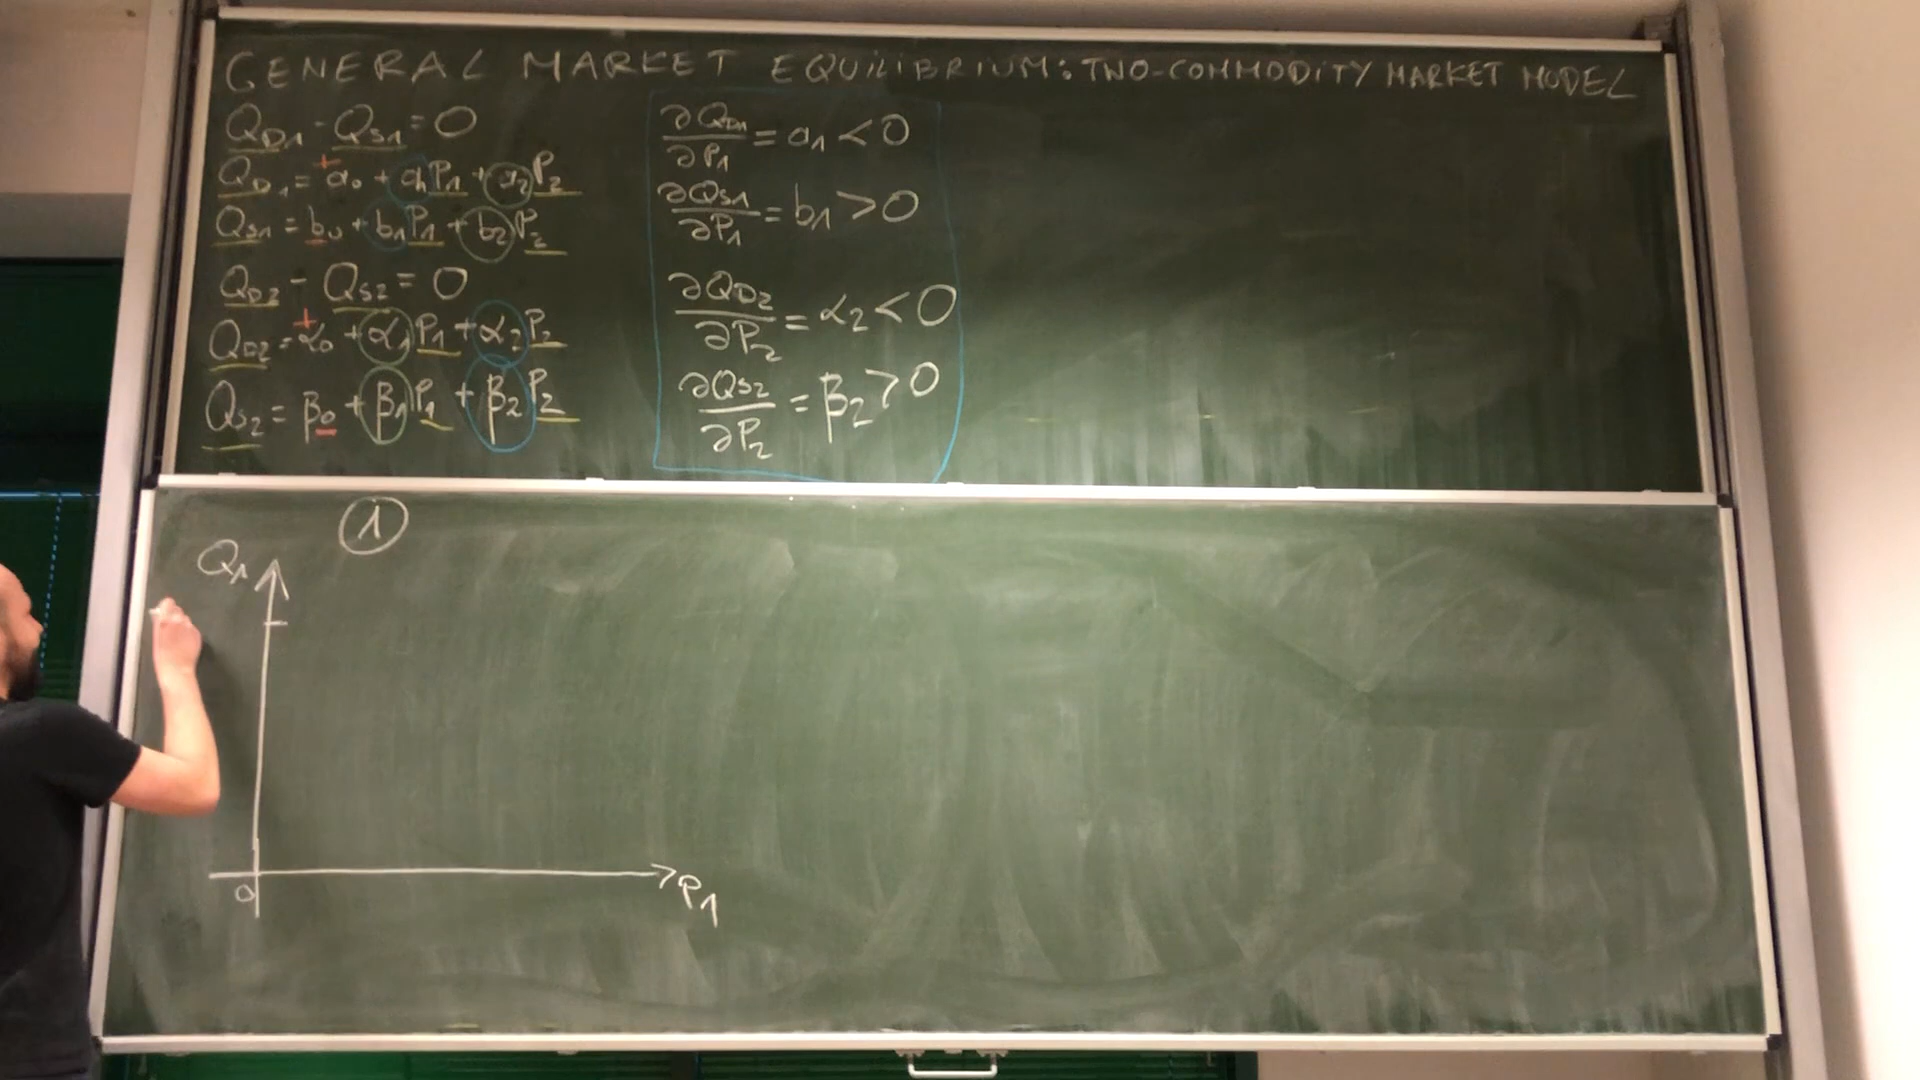 GENERAL MARKET EQUILIBRIUM: TWO-COMMODITY MARKET MODEL
Q_D1 - Q_S1 = 0
Q_D1 = a_0 + a_1 P_1 + a_2 P_2
+
Q_S1 = b_0 + b_1 P_1 + b_2 P_2
-
Q_D2 - Q_S2 = 0
Q_D2 = α_0 + α_1 P_1 + α_2 P_2
+
Q_S2 = β_0 + β_1 P_1 + β_2 P_2
-
∂Q_D1/∂P_1 = a_1 < 0
∂Q_S1/∂P_1 = b_1 > 0
∂Q_D2/∂P_2 = α_2 < 0
∂Q_S2/∂P_2 = β_2 > 0
1
Q_1
0
P_1